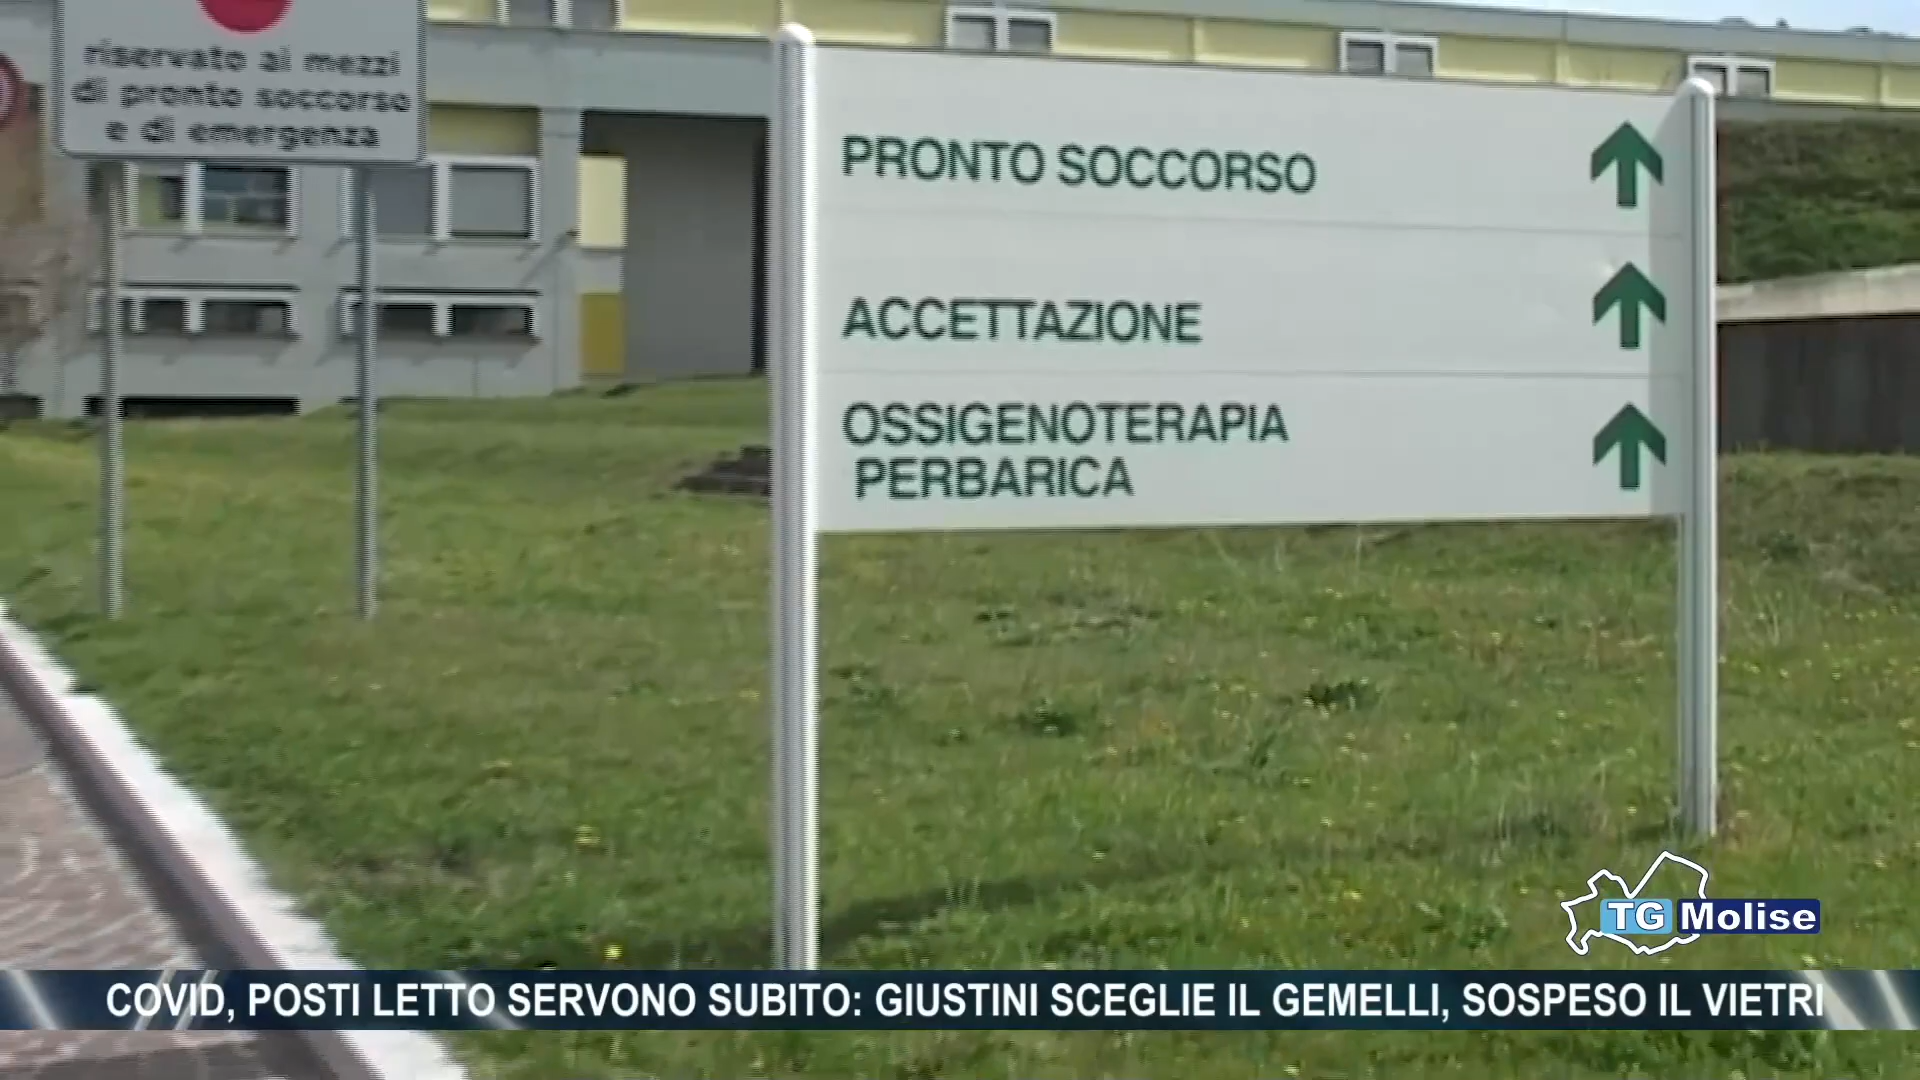 riservato ai mezzi
di pronto soccorso
e di emergenza
PRONTO SOCCORSO
ACCETTAZIONE
OSSIGENOTERAPIA
PERBARICA
TG Molise
COVID, POSTI LETTO SERVONO SUBITO: GIUSTINI SCEGLIE IL GEMELLI, SOSPESO IL VIETRI